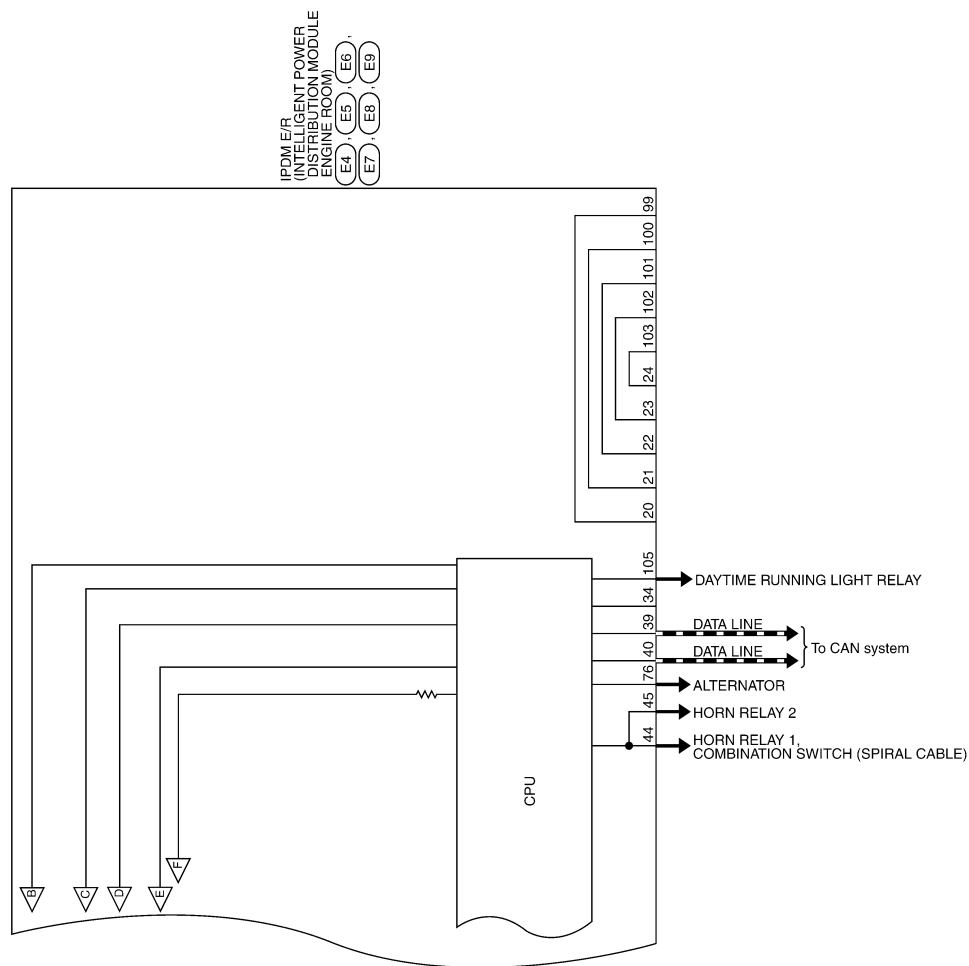 IPDM E/R
(INTELLIGENT POWER
DISTRIBUTION MODULE
ENGINE ROOM)
E4 , E5 , E6 ,
E7 , E8 , E9
99
100
101
102
103
24
23
22
21
20
105
DAYTIME RUNNING LIGHT RELAY
34
39
DATA LINE
40
DATA LINE
To CAN system
76
ALTERNATOR
45
HORN RELAY 2
44
HORN RELAY 1,
COMBINATION SWITCH (SPIRAL CABLE)
CPU
B
C
D
E
F